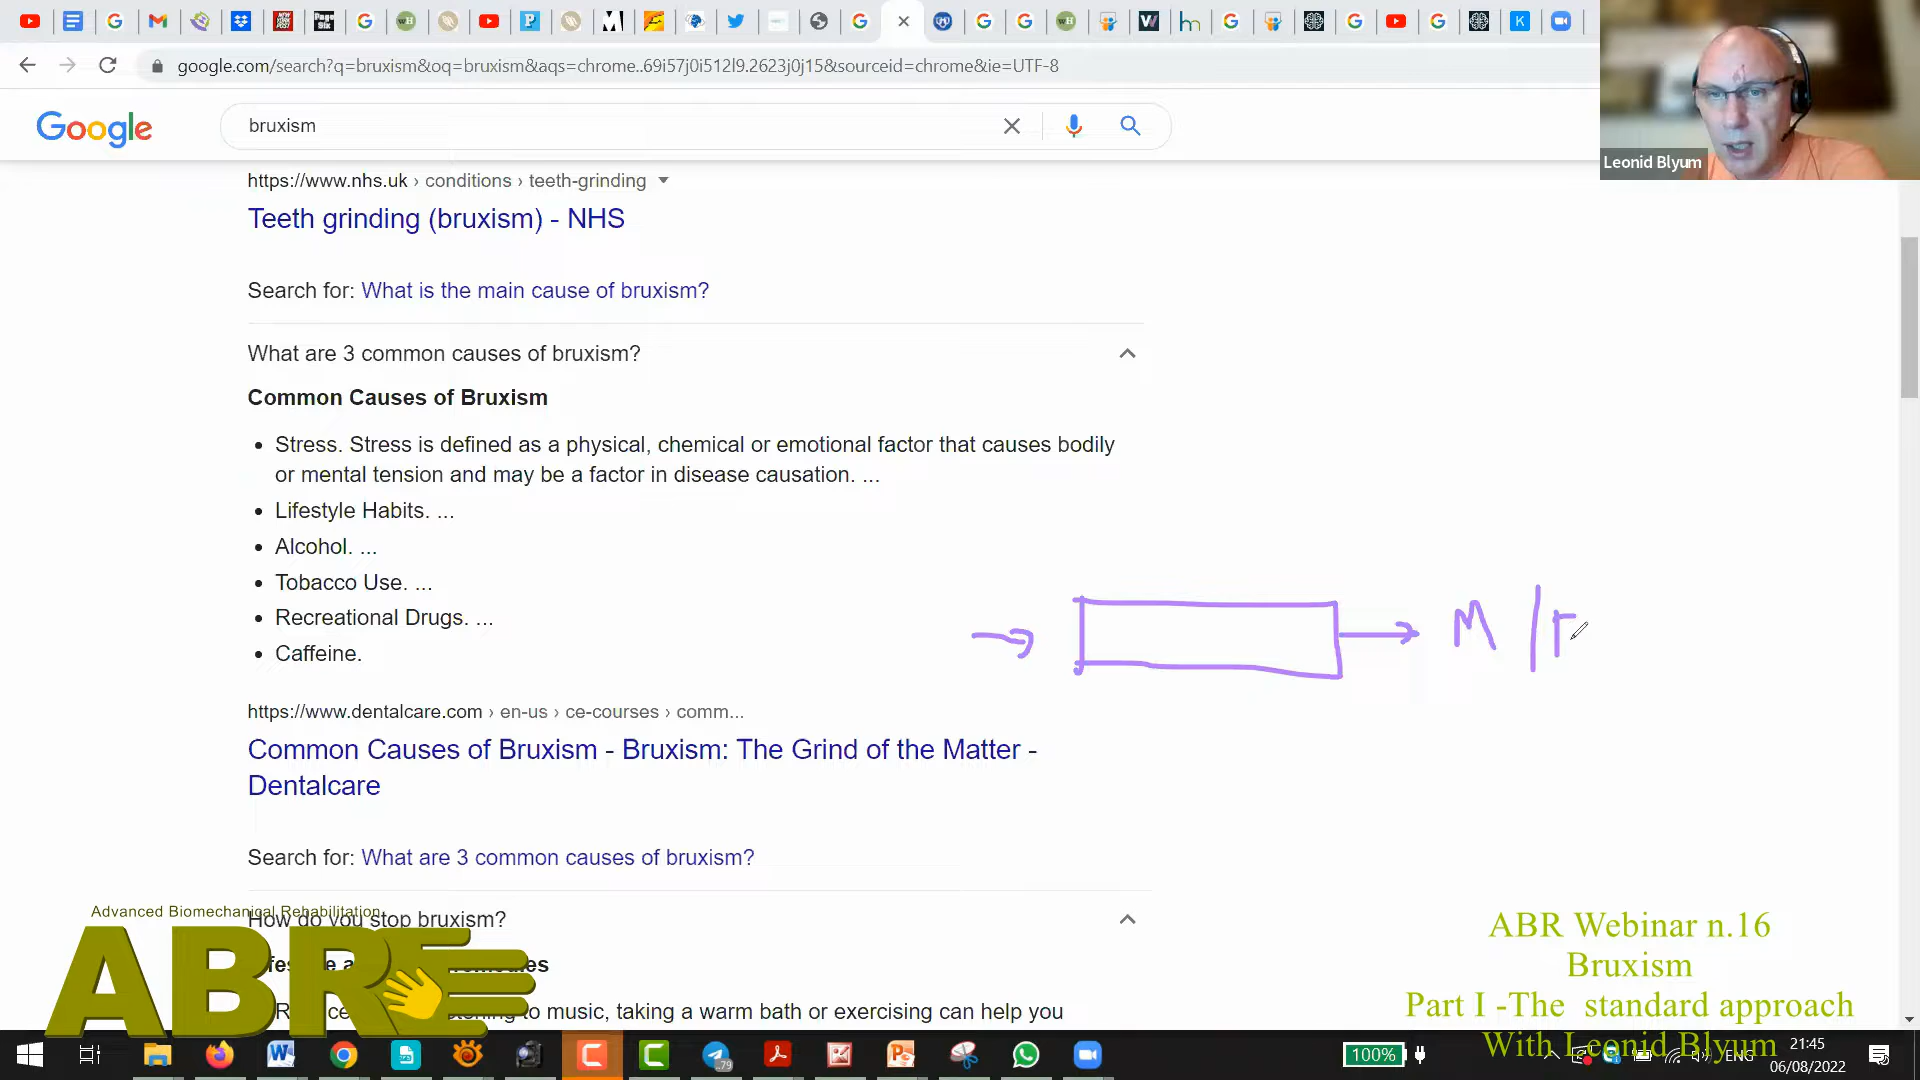 google.com/search?q=bruxism&oq=bruxism&aqs=chrome..69i57j0i512l9.2623j0j15&sourceid=chrome&ie=UTF-8
Google
bruxism
Leonid Blyum
https://www.nhs.uk › conditions › teeth-grinding
Teeth grinding (bruxism) - NHS
Search for: What is the main cause of bruxism?
What are 3 common causes of bruxism?
Common Causes of Bruxism
Stress. Stress is defined as a physical, chemical or emotional factor that causes bodily
or mental tension and may be a factor in disease causation. ...
Lifestyle Habits. ...
Alcohol. ...
Tobacco Use. ...
Recreational Drugs. ...
Caffeine.
M
https://www.dentalcare.com › en-us › ce-courses › comm...
Common Causes of Bruxism - Bruxism: The Grind of the Matter -
Dentalcare
Search for: What are 3 common causes of bruxism?
How do you stop bruxism?
to music, taking a warm bath or exercising can help you
Advanced Biomechanical Rehabilitation
ABR
ABR Webinar n.16
Bruxism
Part I -The standard approach
With Leonid Blyum
100%
ENG
21:45
06/08/2022